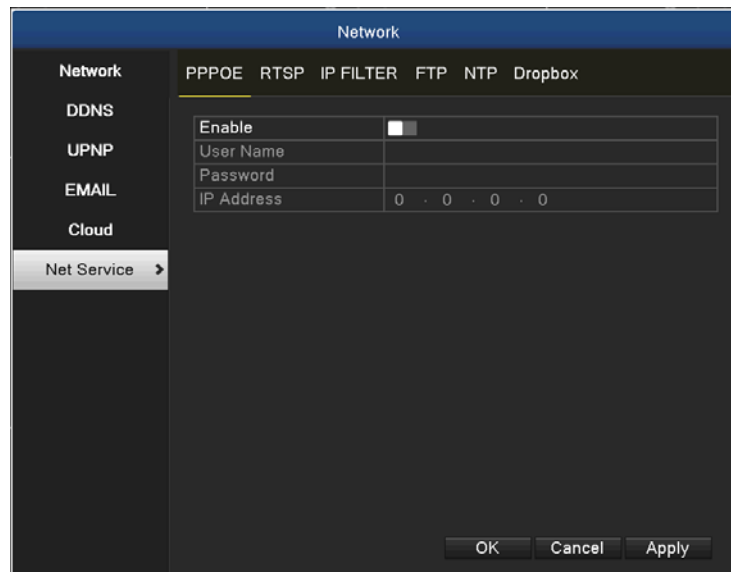 Network
Network
DDNS
UPNP
EMAIL
Cloud
Net Service >
PPPOE RTSP IP FILTER FTP NTP Dropbox
Enable
User Name
Password
IP Address 0 . 0 . 0 . 0
OK Cancel Apply